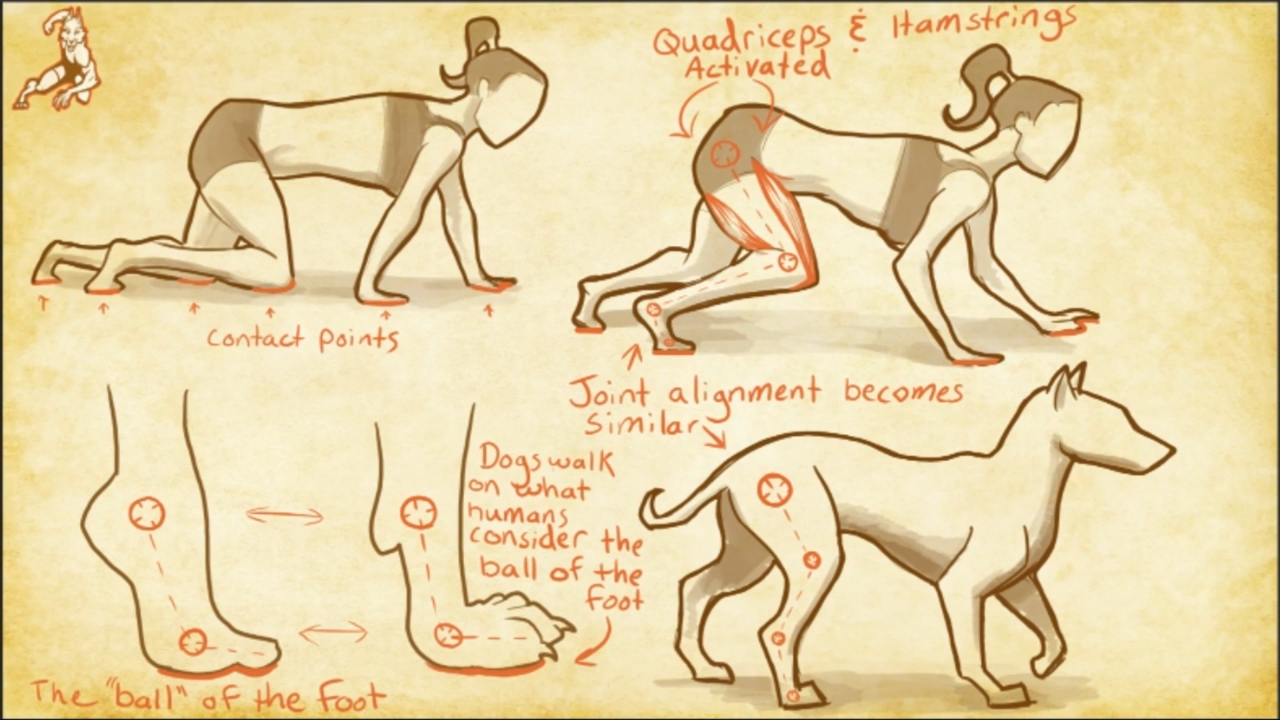 Quadriceps & Hamstrings
Activated
Contact Points
Joint alignment becomes
Similar
Dogs walk
on what
humans
consider the
ball of the
foot
The "ball" of the Foot